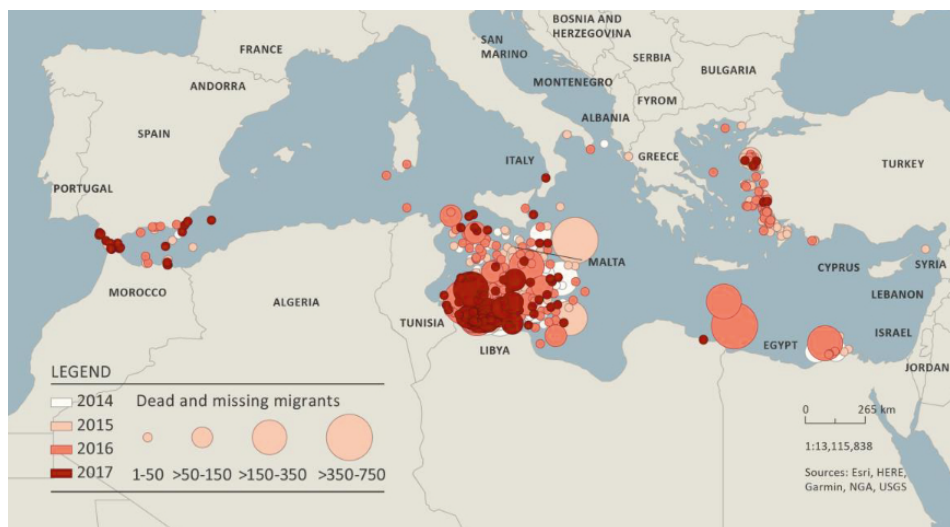 BOSNIA AND
HERZEGOVINA
FRANCE
SAN
MARINO
SERBIA
BULGARIA
MONTENEGRO
ANDORRA
FYROM
ALBANIA
SPAIN
ITALY
GREECE
TURKEY
PORTUGAL
MALTA
CYPRUS
SYRIA
MOROCCO
LEBANON
ALGERIA
TUNISIA
ISRAEL
EGYPT
LIBYA
JORDAN
LEGEND
2014
2015
2016
2017
Dead and missing migrants
1-50 >50-150 >150-350 >350-750
0 265 km
1:13,115,838
Sources: Esri, HERE,
Garmin, NGA, USGS